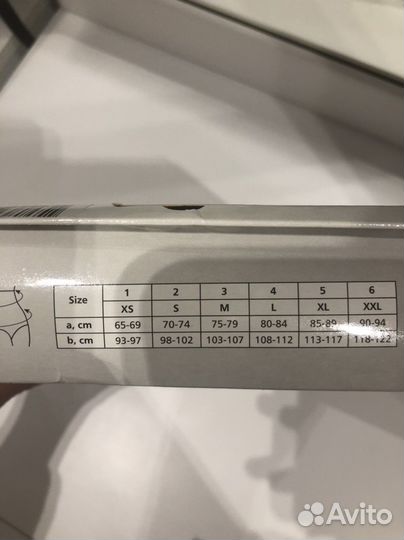 Size 1 2 3 4 5 6
XS S M L XL XXL
a, cm 65-69 70-74 75-79 80-84 85-89 90-94
b, cm 93-97 98-102 103-107 108-112 113-117 118-122
Avito